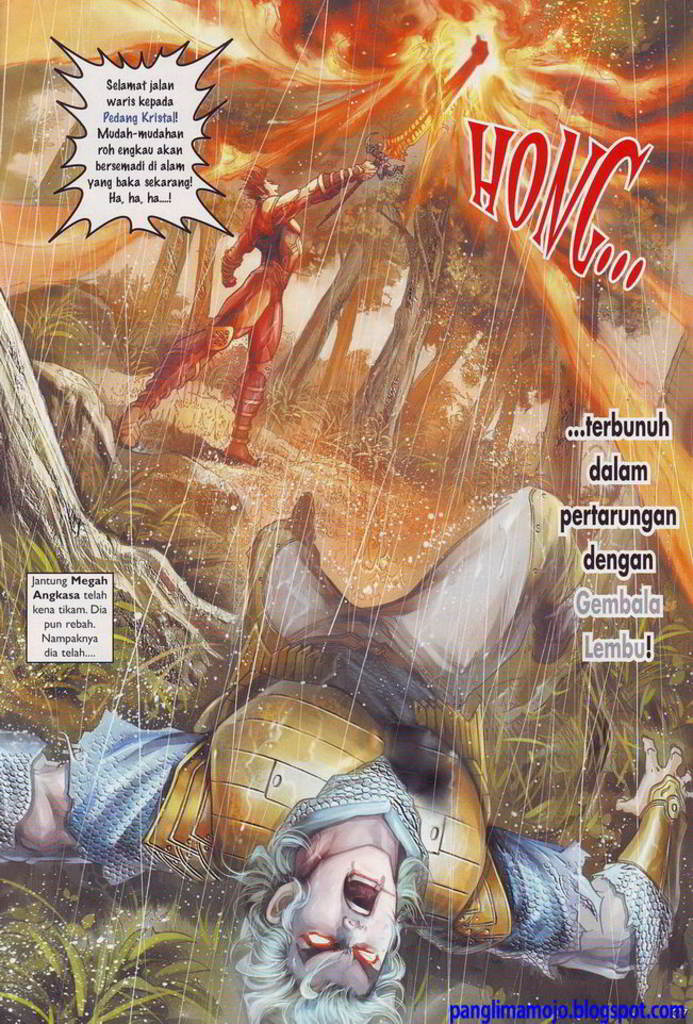 Selamat jalan
waris kepada
Pedang Kristal!
Mudah-mudahan
roh engkau akan
bersemadi di alam
yang baka sekarang!
Ha, ha, ha....!
HONG...
Jantung Megah
Angkasa telah
kena tikam. Dia
pun rebah.
Nampaknya
dia telah....
...terbunuh
dalam
pertarungan
dengan
Gembala
Lembu!
panglimamojo.blogspot.com